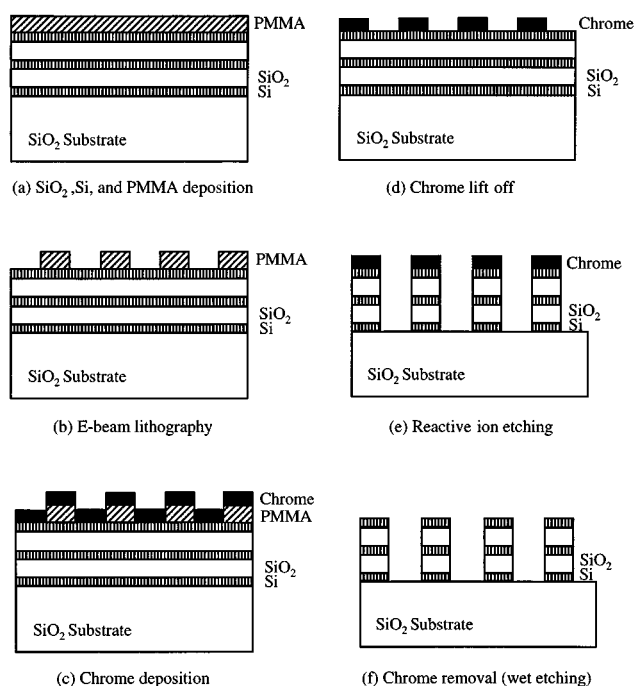 PMMA
SiO2
Si
SiO2 Substrate
(a) SiO2 ,Si, and PMMA deposition
PMMA
SiO2
Si
SiO2 Substrate
(b) E-beam lithography
Chrome
PMMA
SiO2
Si
SiO2 Substrate
(c) Chrome deposition
Chrome
SiO2
Si
SiO2 Substrate
(d) Chrome lift off
Chrome
SiO2
Si
SiO2 Substrate
(e) Reactive ion etching
SiO2
Si
SiO2 Substrate
(f) Chrome removal (wet etching)